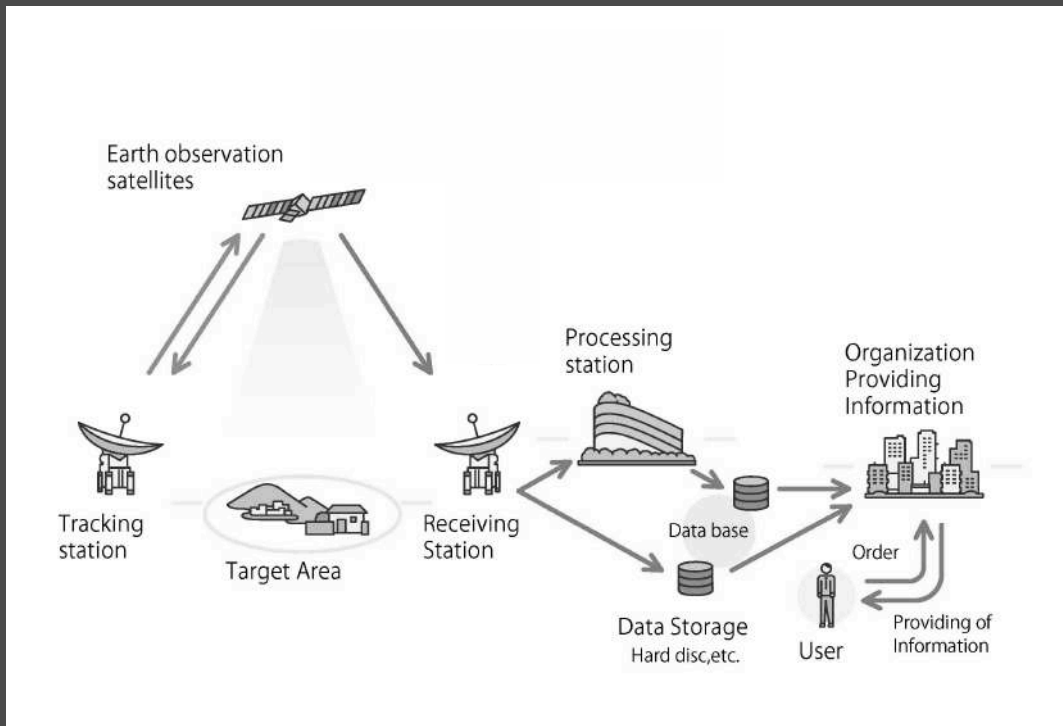 Earth observation
satellites
Processing
station
Organization
Providing
Information
Tracking
station
Target Area
Receiving
Station
Data base
Data Storage
Hard disc,etc.
Order
User
Providing of
Information